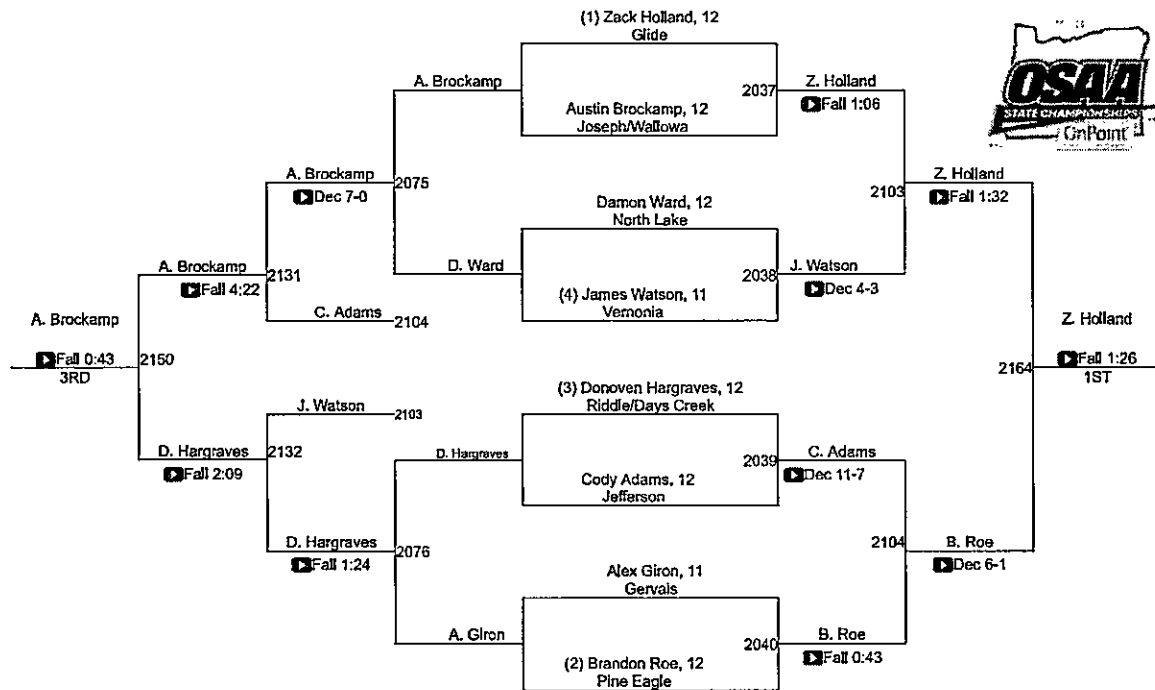 (1) Zack Holland, 12
Glide
A. Brockamp
2037
Z. Holland
Fall 1:06
Austin Brockamp, 12
Joseph/Wallowa
OSAA
STATE CHAMPIONSHIPS
OnPoint
A. Brockamp
Dec 7-0
2075
2103
Z. Holland
Fall 1:32
Damon Ward, 12
North Lake
D. Ward
2038
J. Watson
Dec 4-3
(4) James Watson, 11
Vernonia
A. Brockamp
Fall 4:22
2131
C. Adams
2104
A. Brockamp
Fall 0:43
3RD
2150
Z. Holland
Fall 1:26
1ST
2164
(3) Donoven Hargraves, 12
Riddle/Days Creek
J. Watson
2103
D. Hargraves
Fall 2:09
2132
D. Hargraves
2039
C. Adams
Dec 11-7
Cody Adams, 12
Jefferson
D. Hargraves
Fall 1:24
2076
2104
B. Roe
Dec 6-1
Alex Giron, 11
Gervais
A. Giron
2040
B. Roe
Fall 0:43
(2) Brandon Roe, 12
Pine Eagle